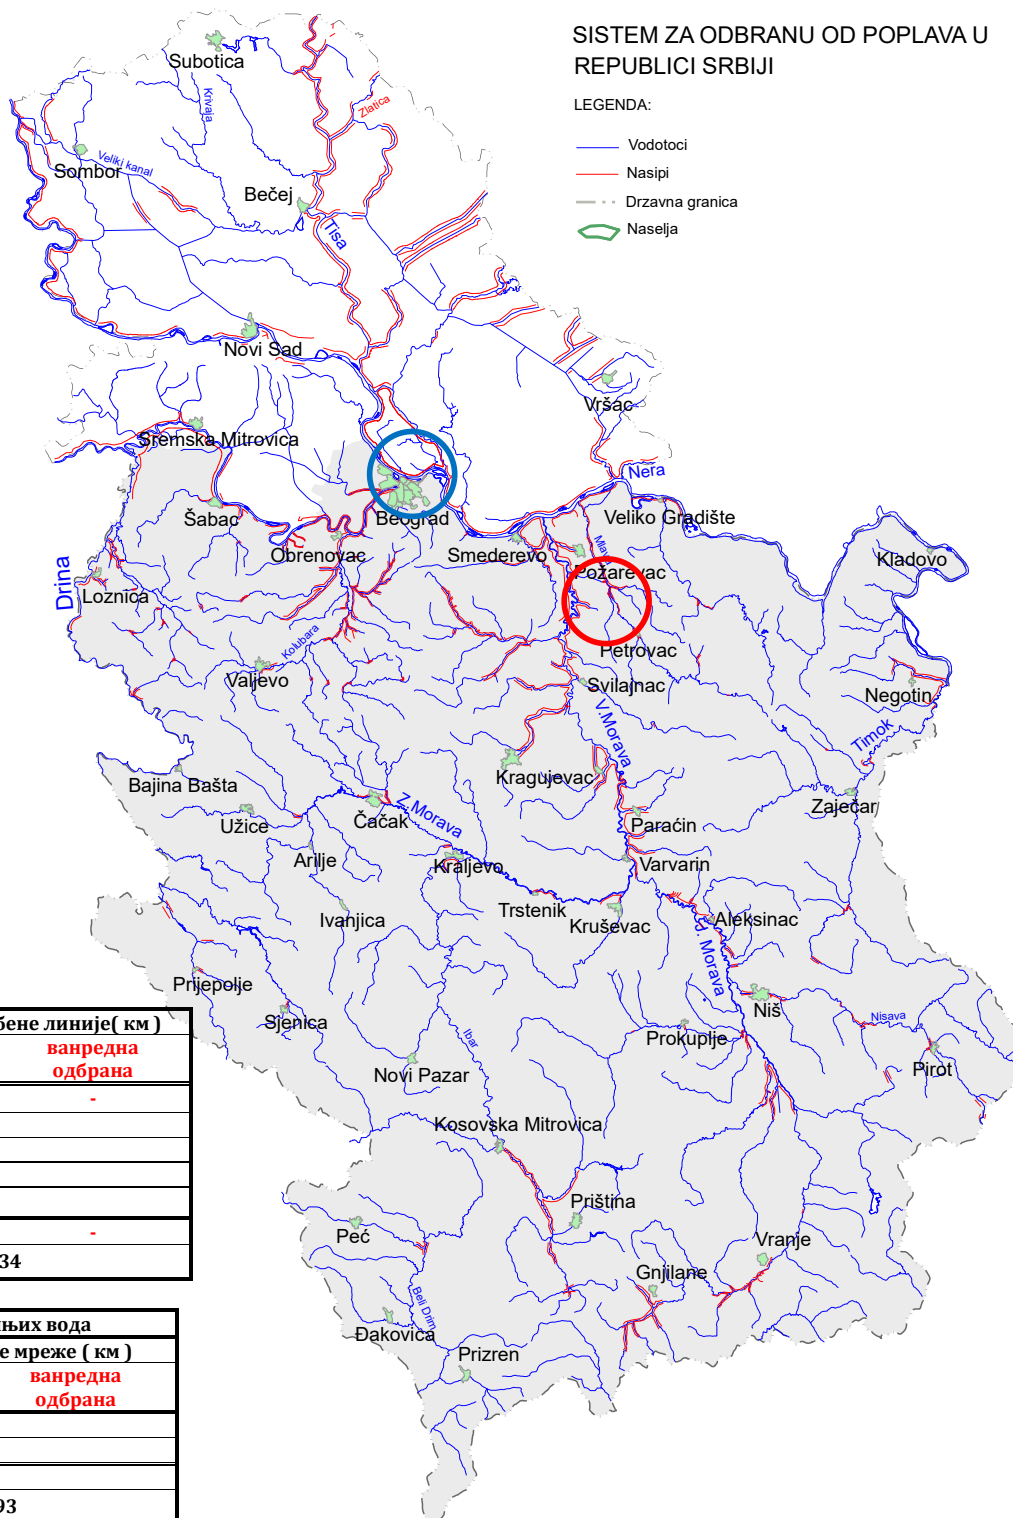 SISTEM ZA ODBRANU OD POPLAVA U
REPUBLICI SRBIJI
LEGENDA:
Vodotoci
Nasipi
Drzavna granica
Naselja
Subotica
Krivaja
Zlatica
Sombor
Veliki kanal
Bečej
Tisa
Novi Sad
Vršac
Sremska Mitrovica
Nera
Šabac
Beograd
Veliko Gradište
Obrenovac
Smederevo
Kladovo
Drina
Požarevac
Loznica
Kolubara
Petrovac
Valjevo
Svilajnac
Negotin
V.Morava
Timok
Bajina Bašta
Kragujevac
Zaječar
Užice
Čačak
Z.Morava
Paraćin
Arilje
Kraljevo
Varvarin
Ivanjica
Trstenik
Kruševac
Aleksinac
J. Morava
Prijepolje
Sjenica
Niš
Nisava
Ibar
Prokuplje
Pirot
Novi Pazar
Kosovska Mitrovica
Priština
Peć
Vranje
Gnjilane
Beli Drim
Đakovica
Prizren
бене линије( км )
ванредна
одбрана
-
-
34
њих вода
е мреже ( км )
ванредна
одбрана
93